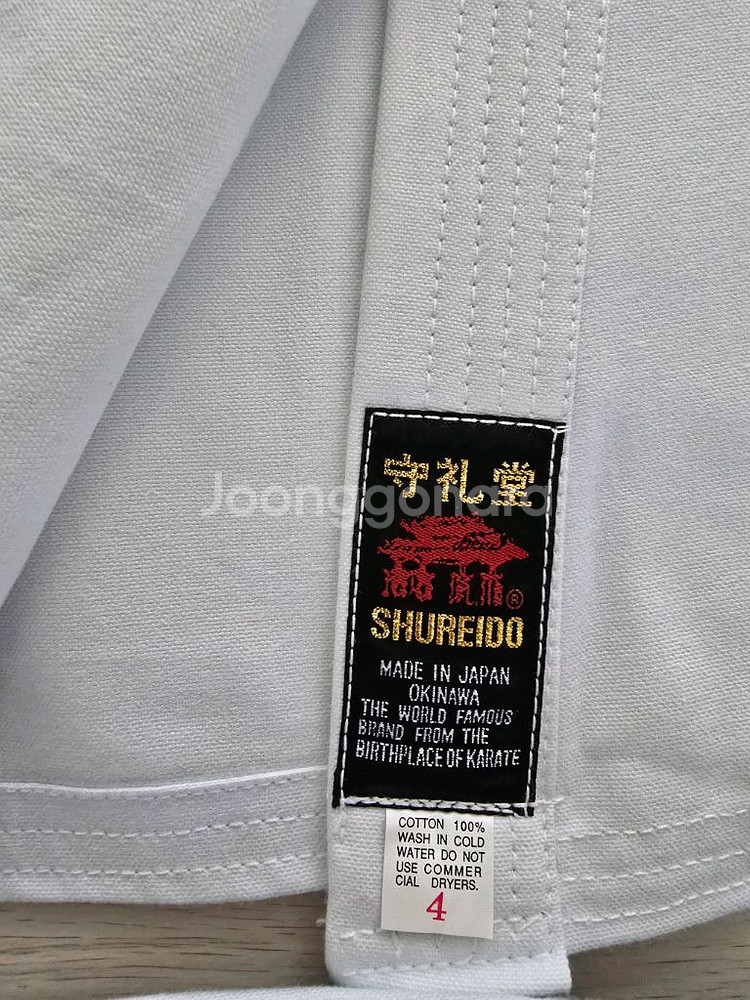 守礼堂
Joonggonara
®
SHUREIDO
MADE IN JAPAN
OKINAWA
THE WORLD FAMOUS
BRAND FROM THE
BIRTHPLACE OF KARATE
COTTON 100%
WASH IN COLD
WATER DO NOT
USE COMMER
CIAL DRYERS.
4